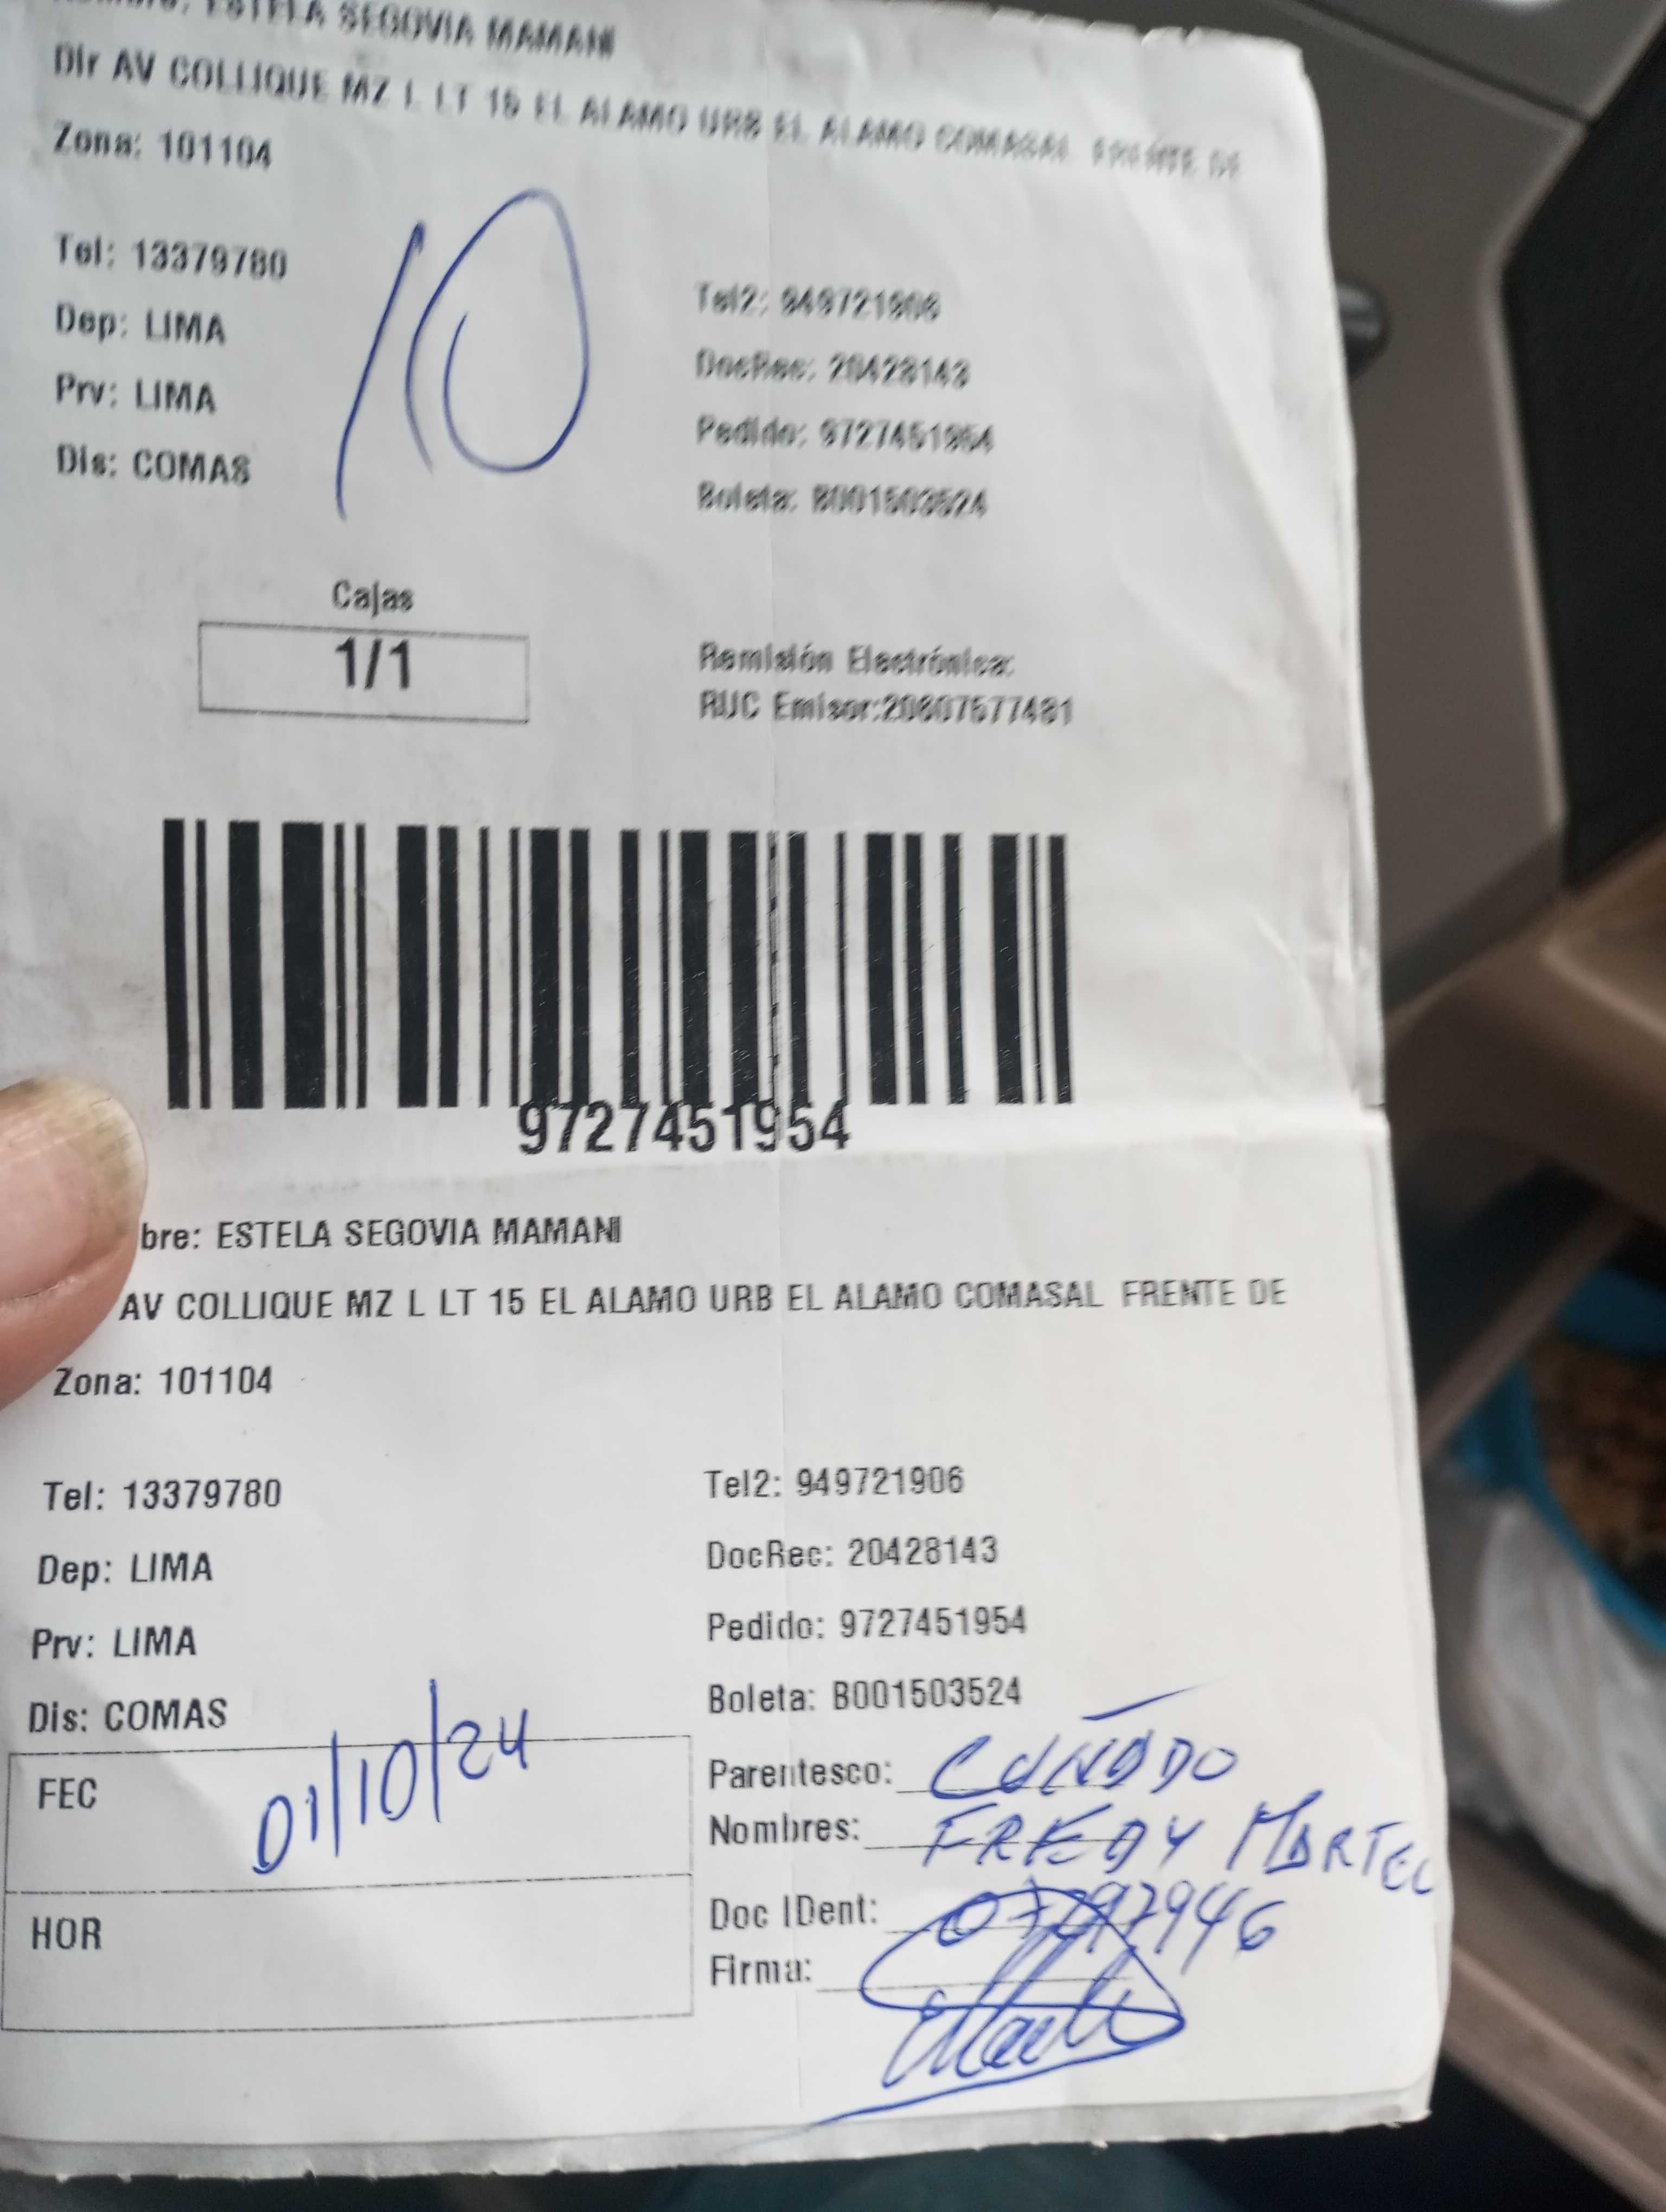 Nombre: ESTELA SEGOVIA MAMANI
Dir AV COLLIQUE MZ L LT 15 EL ALAMO URB EL ALAMO COMASAL FRENTE DE
Zona: 101104
10
Tel: 13379780
Tel2: 949721906
Dep: LIMA
DocRec: 20428143
Prv: LIMA
Pedido: 9727451954
Dis: COMAS
Boleta: B001503524
Cajas
1/1
Remisión Electrónica:
RUC Emisor:20607577481
9727451954
bre: ESTELA SEGOVIA MAMANI
AV COLLIQUE MZ L LT 15 EL ALAMO URB EL ALAMO COMASAL FRENTE DE
Zona: 101104
Tel: 13379780
Tel2: 949721906
Dep: LIMA
DocRec: 20428143
Prv: LIMA
Pedido: 9727451954
Dis: COMAS
Boleta: B001503524
FEC 01/10/24
Parentesco: CUÑADO
Nombres: FREDY MARTEL
HOR
Doc IDent:
Firma: